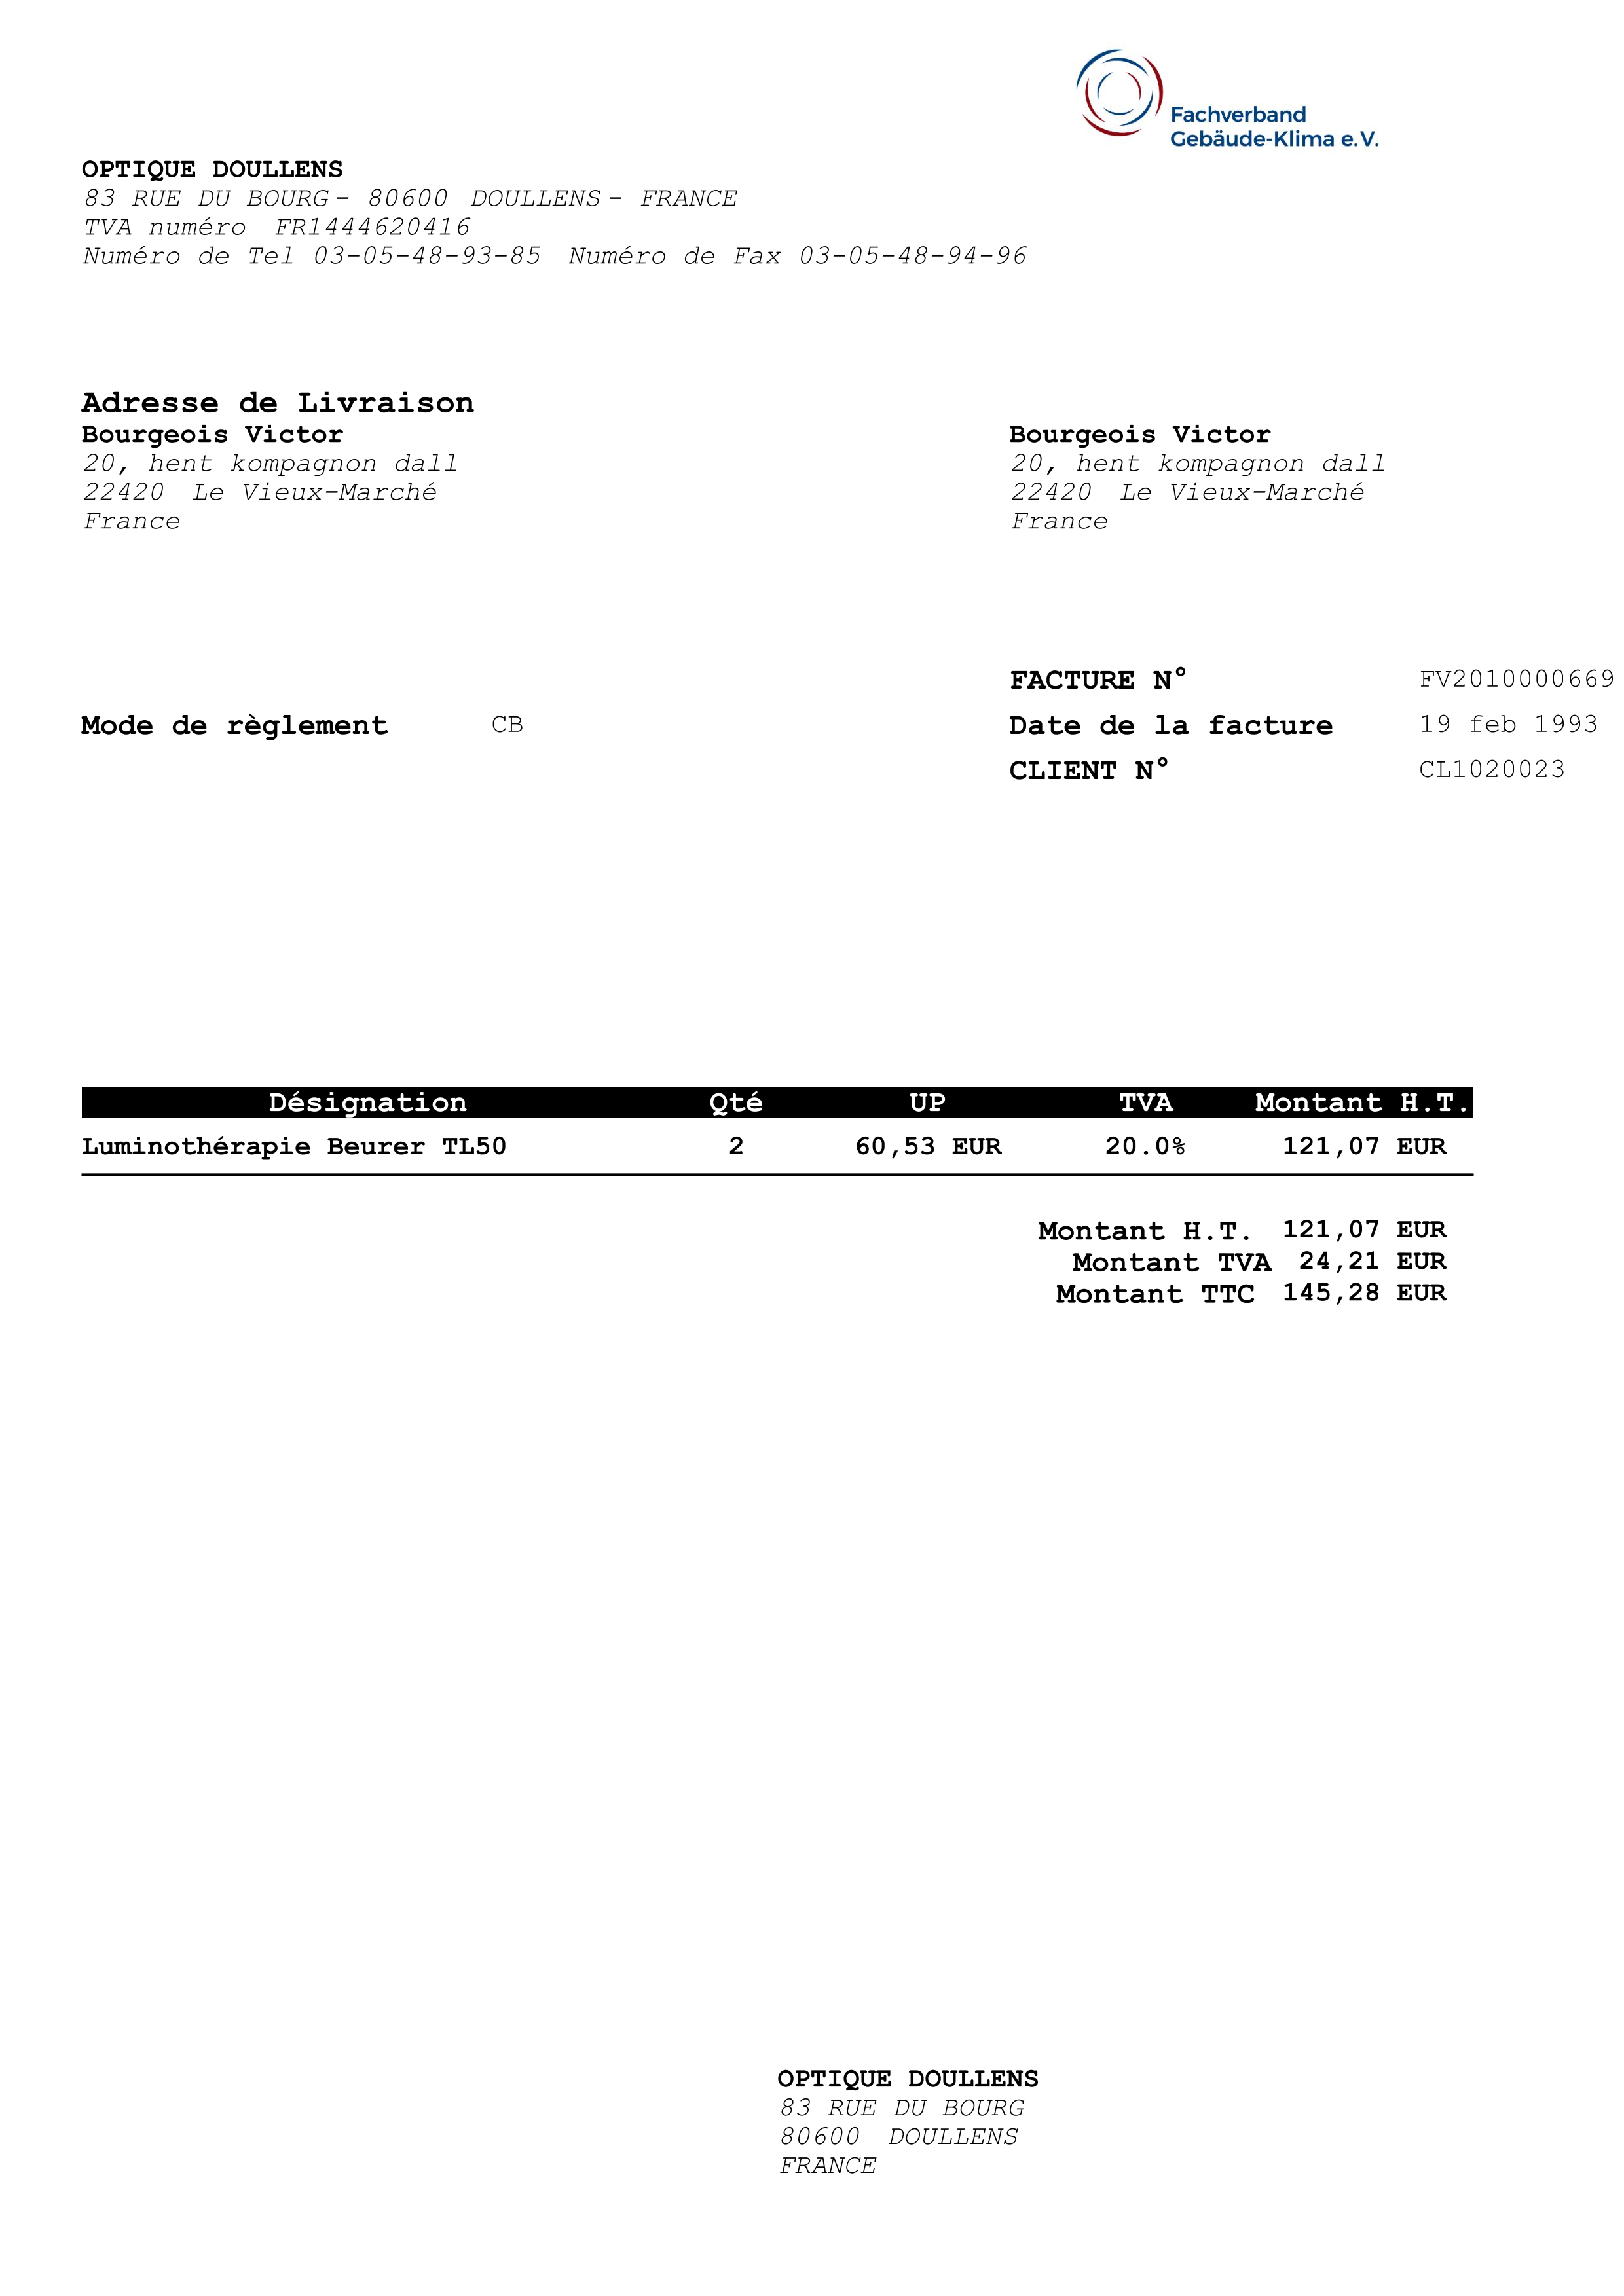 Fachverband
Gebäude-Klima e.V.
OPTIQUE DOULLENS
83 RUE DU BOURG - 80600 DOULLENS - FRANCE
TVA numéro FR1444620416
Numéro de Tel 03-05-48-93-85 Numéro de Fax 03-05-48-94-96
Adresse de Livraison
Bourgeois Victor Bourgeois Victor
20, hent kompagnon dall 20, hent kompagnon dall
22420 Le Vieux-Marché 22420 Le Vieux-Marché
France France
FACTURE N° FV2010000669
Mode de règlement CB Date de la facture 19 feb 1993
CLIENT N° CL1020023
Désignation Qté UP TVA Montant H.T.
Luminothérapie Beurer TL50 2 60,53 EUR 20.0% 121,07 EUR
Montant H.T. 121,07 EUR
Montant TVA 24,21 EUR
Montant TTC 145,28 EUR
OPTIQUE DOULLENS
83 RUE DU BOURG
80600 DOULLENS
FRANCE